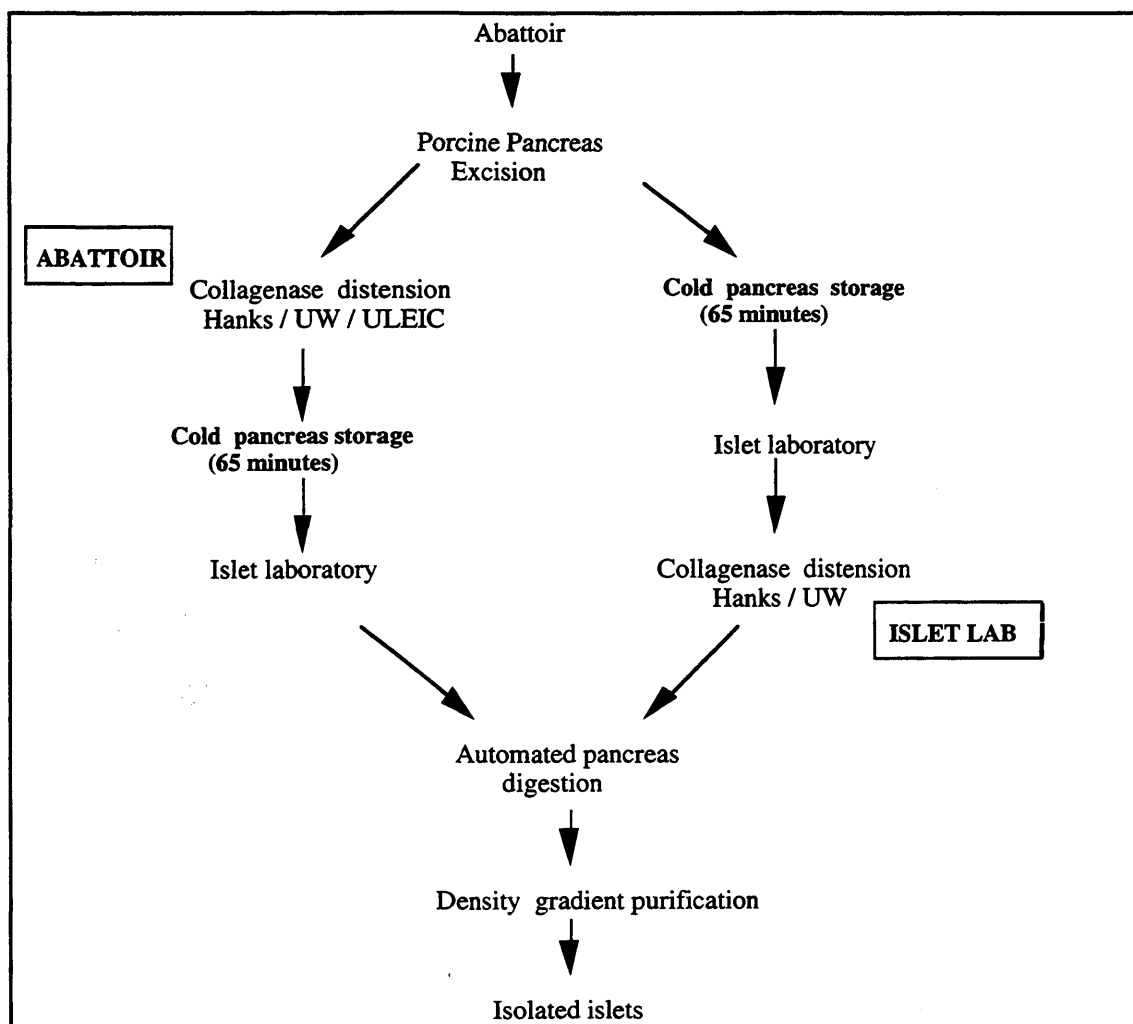 Abattoir
Porcine Pancreas
Excision
ABATTOIR
Collagenase distension
Hanks / UW / ULEIC
Cold pancreas storage
(65 minutes)
Islet laboratory
Cold pancreas storage
(65 minutes)
Islet laboratory
Collagenase distension
Hanks / UW
ISLET LAB
Automated pancreas
digestion
Density gradient purification
Isolated islets